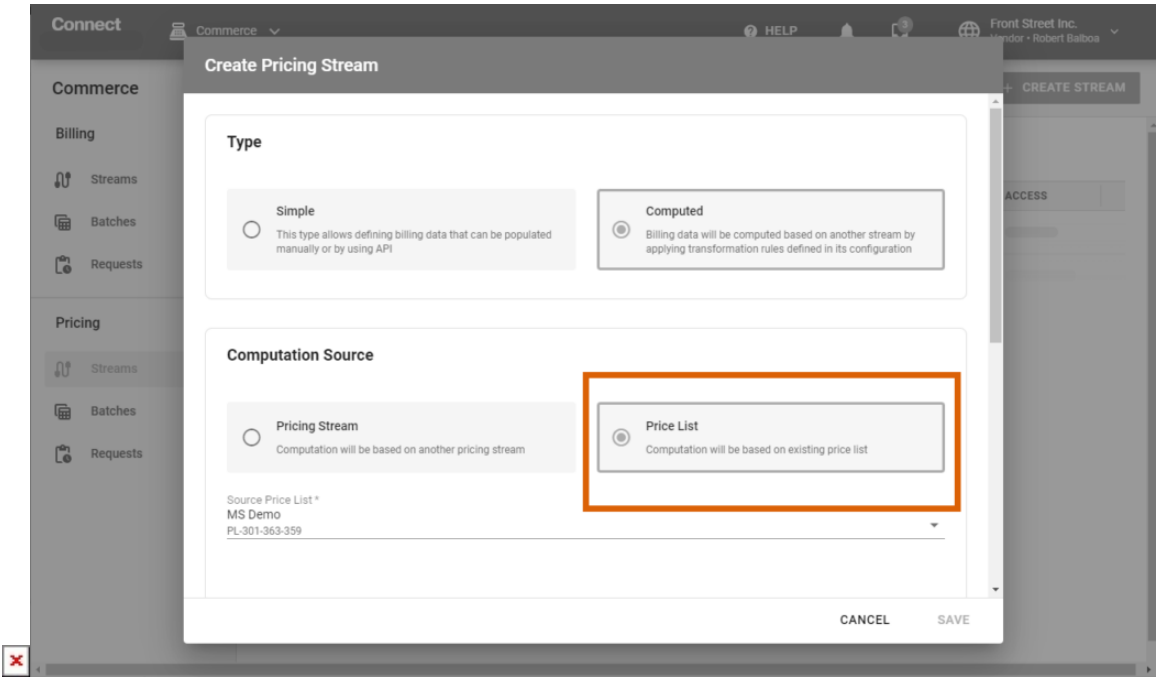 Connect
Commerce
HELP
3
Front Street Inc.
Vendor • Robert Balboa
Create Pricing Stream
Commerce
+ CREATE STREAM
Billing
Streams
Batches
Requests
Pricing
Streams
Batches
Requests
ACCESS
Type
Simple
This type allows defining billing data that can be populated
manually or by using API
Computed
Billing data will be computed based on another stream by
applying transformation rules defined in its configuration
Computation Source
Pricing Stream
Computation will be based on another pricing stream
Price List
Computation will be based on existing price list
Source Price List *
MS Demo
PL-301-363-359
CANCEL
SAVE